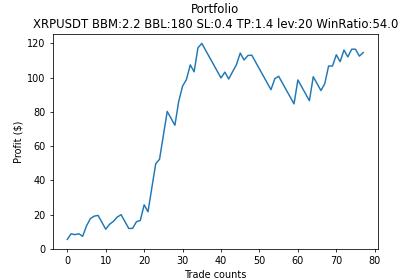 Portfolio
XRPUSDT BBM:2.2 BBL:180 SL:0.4 TP:1.4 lev:20 WinRatio:54.0
120
100
80
60
40
20
0
Profit ($)
0 10 20 30 40 50 60 70 80
Trade counts